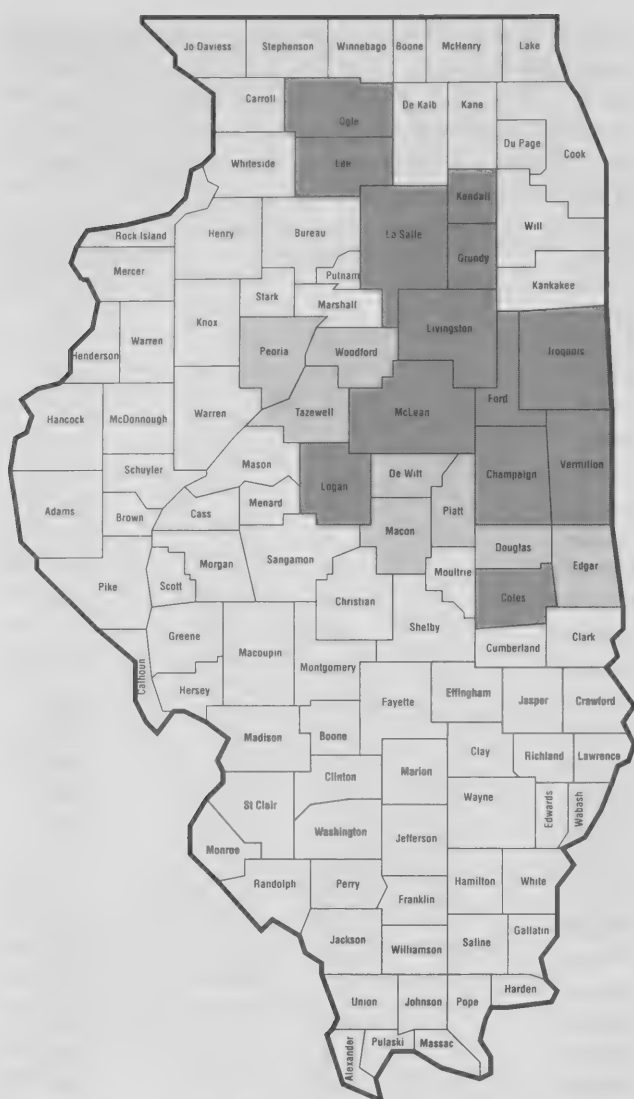 Jo Daviess
Stephenson
Winnebago
Boone
McHenry
Lake
Carroll
Ogle
De Kalb
Kane
Du Page
Cook
Whiteside
Lee
Kendall
Will
Rock Island
Henry
Bureau
La Salle
Grundy
Putnam
Mercer
Stark
Marshall
Kankakee
Knox
Livingston
Henderson
Warren
Peoria
Woodford
Iroquois
Ford
Hancock
McDonnough
Warren
Tazewell
McLean
Mason
Schuyler
Logan
De Witt
Champaign
Vermilion
Adams
Brown
Cass
Menard
Piatt
Macon
Douglas
Edgar
Pike
Scott
Morgan
Sangamon
Christian
Moultrie
Coles
Shelby
Greene
Macoupin
Cumberland
Clark
Calhoun
Hersey
Montgomery
Fayette
Effingham
Jasper
Crawford
Madison
Boone
Clay
Richland
Lawrence
Clinton
Marion
Wayne
Edwards
Wabash
St Clair
Washington
Jefferson
Monroe
Randolph
Perry
Franklin
Hamilton
White
Jackson
Williamson
Saline
Gallatin
Harden
Union
Johnson
Pope
Alexander
Pulaski
Massac